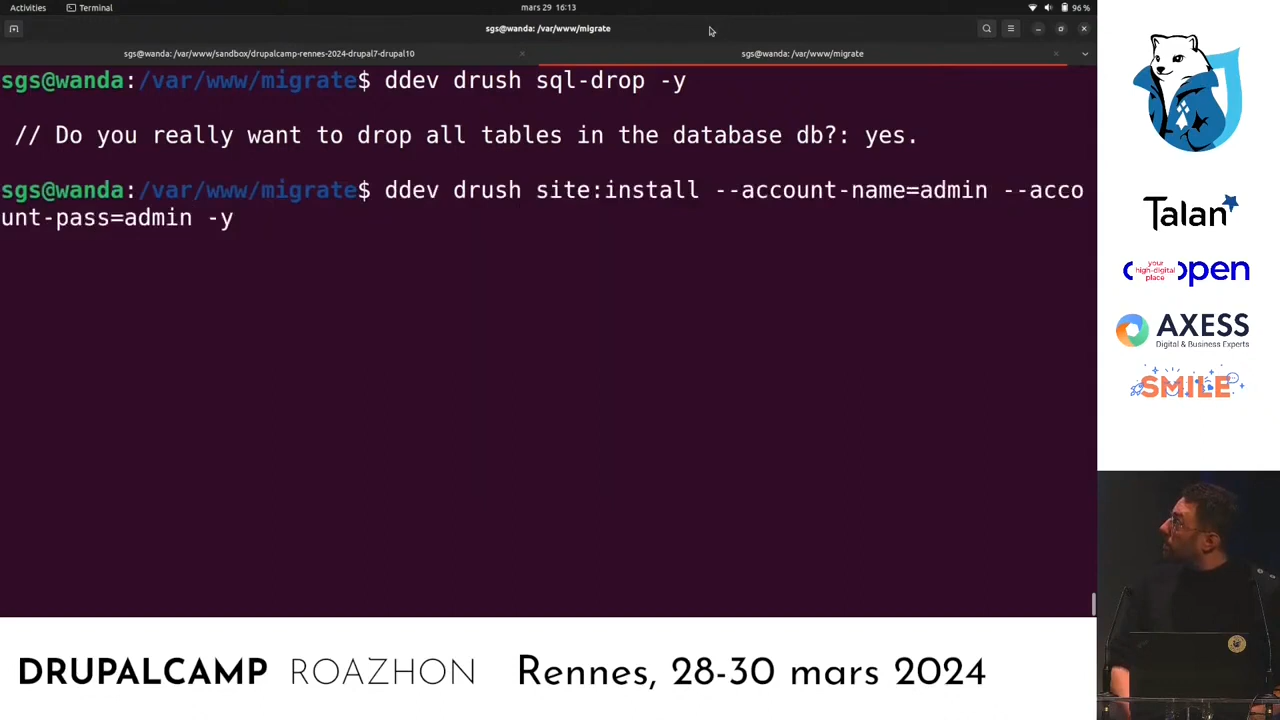 Activities
Terminal
mars 29 16:13
96 %
sgs@wanda: /var/www/migrate
sgs@wanda: /var/www/sandbox/drupalcamp-rennes-2024-drupal7-drupal10
sgs@wanda: /var/www/migrate
sgs@wanda:/var/www/migrate$ ddev drush sql-drop -y
// Do you really want to drop all tables in the database db?: yes.
sgs@wanda:/var/www/migrate$ ddev drush site:install --account-name=admin --acco
unt-pass=admin -y
Talan
your
high-digital
place
open
AXESS
Digital & Business Experts
SMILE
DRUPALCAMP ROAZHON Rennes, 28-30 mars 2024